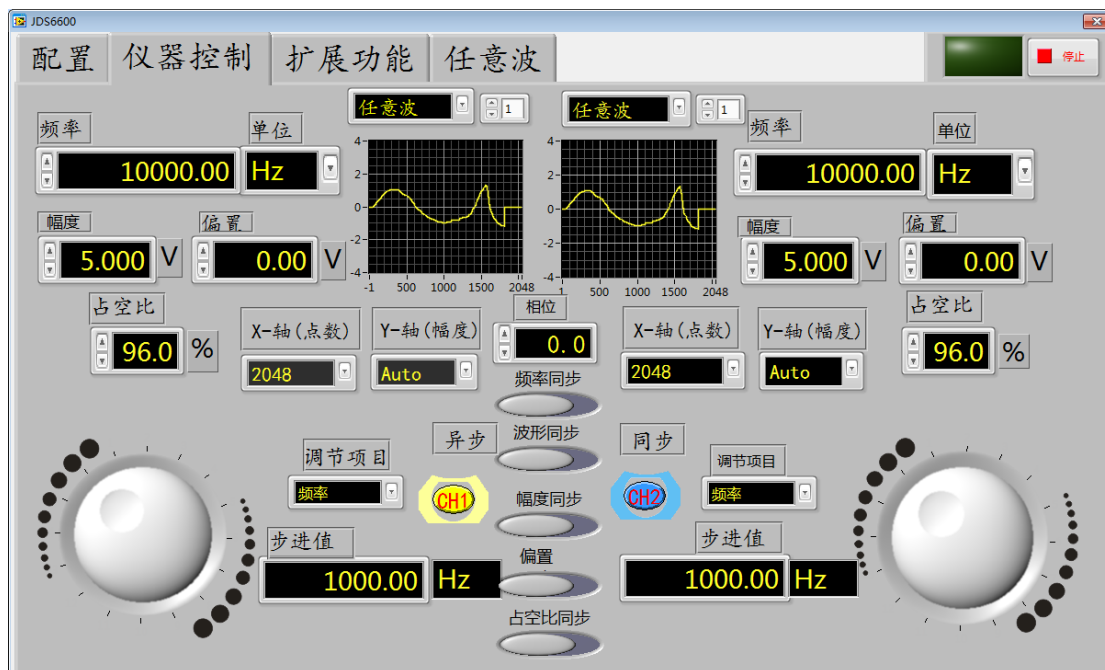 JDS6600
配置 仪器控制 扩展功能 任意波
停止
任意波 1 任意波 1
频率 单位
10000.00 Hz
频率 单位
10000.00 Hz
4-
2-
0-
-2-
-4-
-1 500 1000 1500 2048
4-
2-
0-
-2-
-4-
1 500 1000 1500 2048
幅度 偏置
5.000 V 0.00 V
幅度 偏置
5.000 V 0.00 V
占空比
96.0 %
占空比
96.0 %
X-轴(点数) Y-轴(幅度)
2048 Auto
相位
0.0
X-轴(点数) Y-轴(幅度)
2048 Auto
频率同步
异步 波形同步 同步
调节项目
频率
CH1 幅度同步 CH2
调节项目
频率
步进值
1000.00 Hz
偏置
步进值
1000.00 Hz
占空比同步